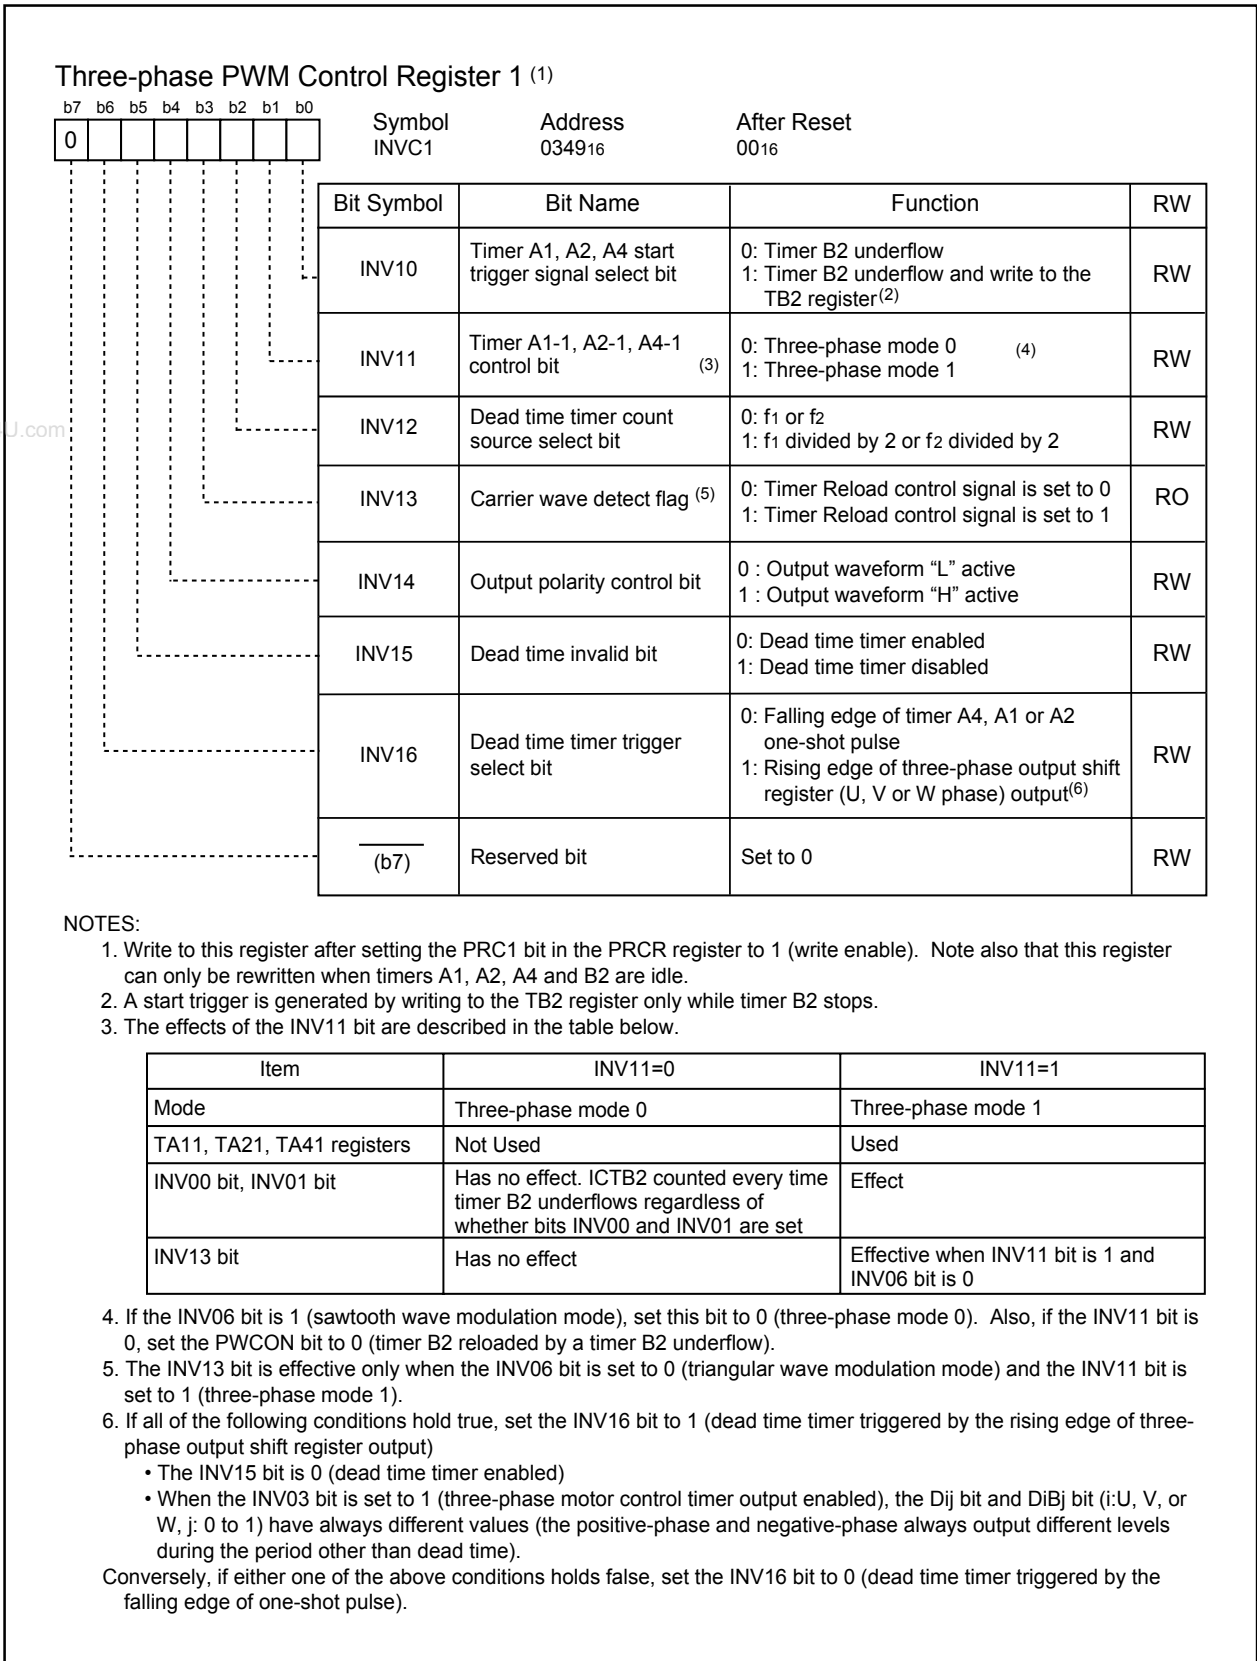 Three-phase PWM Control Register 1 (1)
b7 b6 b5 b4 b3 b2 b1 b0
0
Symbol Address After Reset
INVC1 034916 0016
Bit Symbol Bit Name Function RW
INV10
Timer A1, A2, A4 start
trigger signal select bit
0: Timer B2 underflow
1: Timer B2 underflow and write to the
TB2 register(2)
RW
INV11
Timer A1-1, A2-1, A4-1
control bit (3)
0: Three-phase mode 0 (4)
1: Three-phase mode 1
RW
U.com
INV12
Dead time timer count
source select bit
0: f1 or f2
1: f1 divided by 2 or f2 divided by 2
RW
INV13
Carrier wave detect flag (5)
0: Timer Reload control signal is set to 0
1: Timer Reload control signal is set to 1
RO
INV14
Output polarity control bit
0 : Output waveform “L” active
1 : Output waveform “H” active
RW
INV15
Dead time invalid bit
0: Dead time timer enabled
1: Dead time timer disabled
RW
INV16
Dead time timer trigger
select bit
0: Falling edge of timer A4, A1 or A2
one-shot pulse
1: Rising edge of three-phase output shift
register (U, V or W phase) output(6)
RW
(b7)
Reserved bit
Set to 0
RW
NOTES:
1. Write to this register after setting the PRC1 bit in the PRCR register to 1 (write enable). Note also that this register
can only be rewritten when timers A1, A2, A4 and B2 are idle.
2. A start trigger is generated by writing to the TB2 register only while timer B2 stops.
3. The effects of the INV11 bit are described in the table below.
Item INV11=0 INV11=1
Mode Three-phase mode 0 Three-phase mode 1
TA11, TA21, TA41 registers Not Used Used
INV00 bit, INV01 bit
Has no effect. ICTB2 counted every time
timer B2 underflows regardless of
whether bits INV00 and INV01 are set
Effect
INV13 bit
Has no effect
Effective when INV11 bit is 1 and
INV06 bit is 0
4. If the INV06 bit is 1 (sawtooth wave modulation mode), set this bit to 0 (three-phase mode 0). Also, if the INV11 bit is
0, set the PWCON bit to 0 (timer B2 reloaded by a timer B2 underflow).
5. The INV13 bit is effective only when the INV06 bit is set to 0 (triangular wave modulation mode) and the INV11 bit is
set to 1 (three-phase mode 1).
6. If all of the following conditions hold true, set the INV16 bit to 1 (dead time timer triggered by the rising edge of three-
phase output shift register output)
• The INV15 bit is 0 (dead time timer enabled)
• When the INV03 bit is set to 1 (three-phase motor control timer output enabled), the Dij bit and DiBj bit (i:U, V, or
W, j: 0 to 1) have always different values (the positive-phase and negative-phase always output different levels
during the period other than dead time).
Conversely, if either one of the above conditions holds false, set the INV16 bit to 0 (dead time timer triggered by the
falling edge of one-shot pulse).